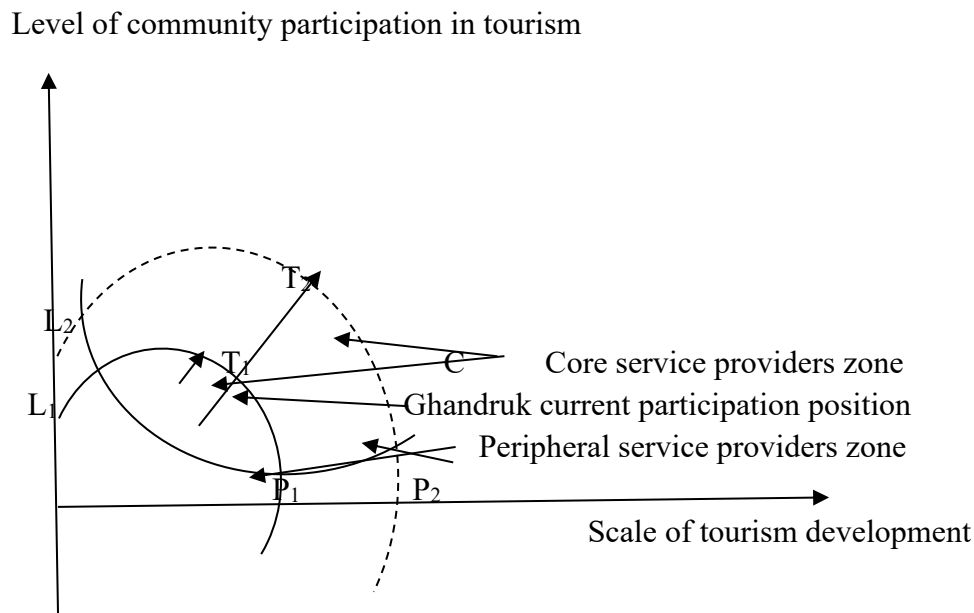 Level of community participation in tourism
T₂
L₂
T₁
C Core service providers zone
L₁
Ghandruk current participation position
Peripheral service providers zone
P₁ P₂
Scale of tourism development